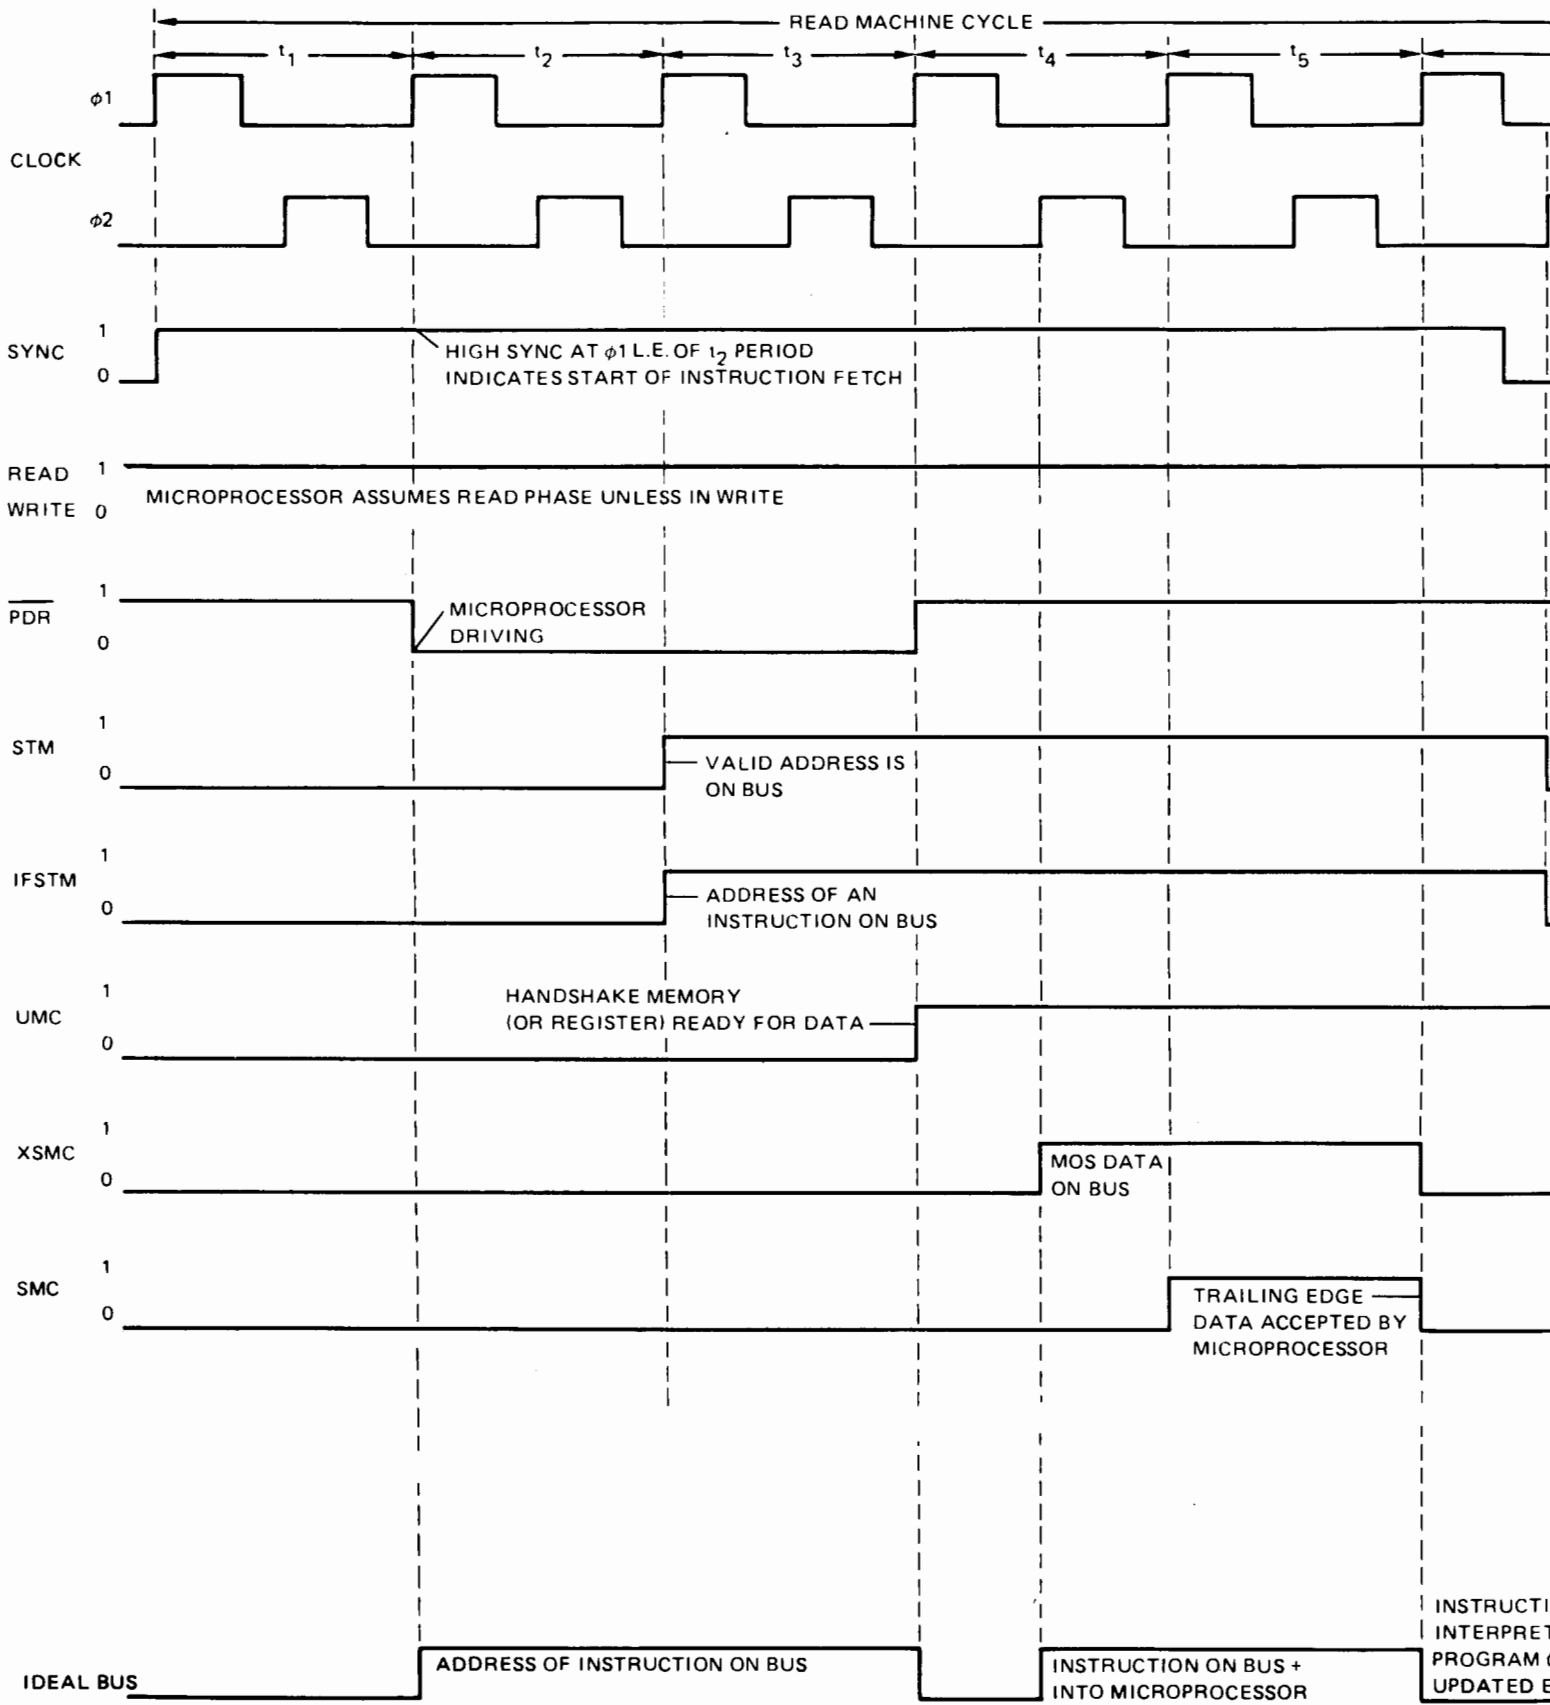 READ MACHINE CYCLE
t1 t2 t3 t4 t5
φ1
CLOCK
φ2
1
SYNC
0
HIGH SYNC AT φ1 L.E. OF t2 PERIOD
INDICATES START OF INSTRUCTION FETCH
READ 1
WRITE 0
MICROPROCESSOR ASSUMES READ PHASE UNLESS IN WRITE
1
PDR
0
MICROPROCESSOR
DRIVING
1
STM
0
VALID ADDRESS IS
ON BUS
1
IFSTM
0
ADDRESS OF AN
INSTRUCTION ON BUS
1
UMC
0
HANDSHAKE MEMORY
(OR REGISTER) READY FOR DATA
1
XSMC
0
MOS DATA
ON BUS
1
SMC
0
TRAILING EDGE
DATA ACCEPTED BY
MICROPROCESSOR
IDEAL BUS
ADDRESS OF INSTRUCTION ON BUS
INSTRUCTION ON BUS +
INTO MICROPROCESSOR
INSTRUCTI
INTERPRET
PROGRAM
UPDATED